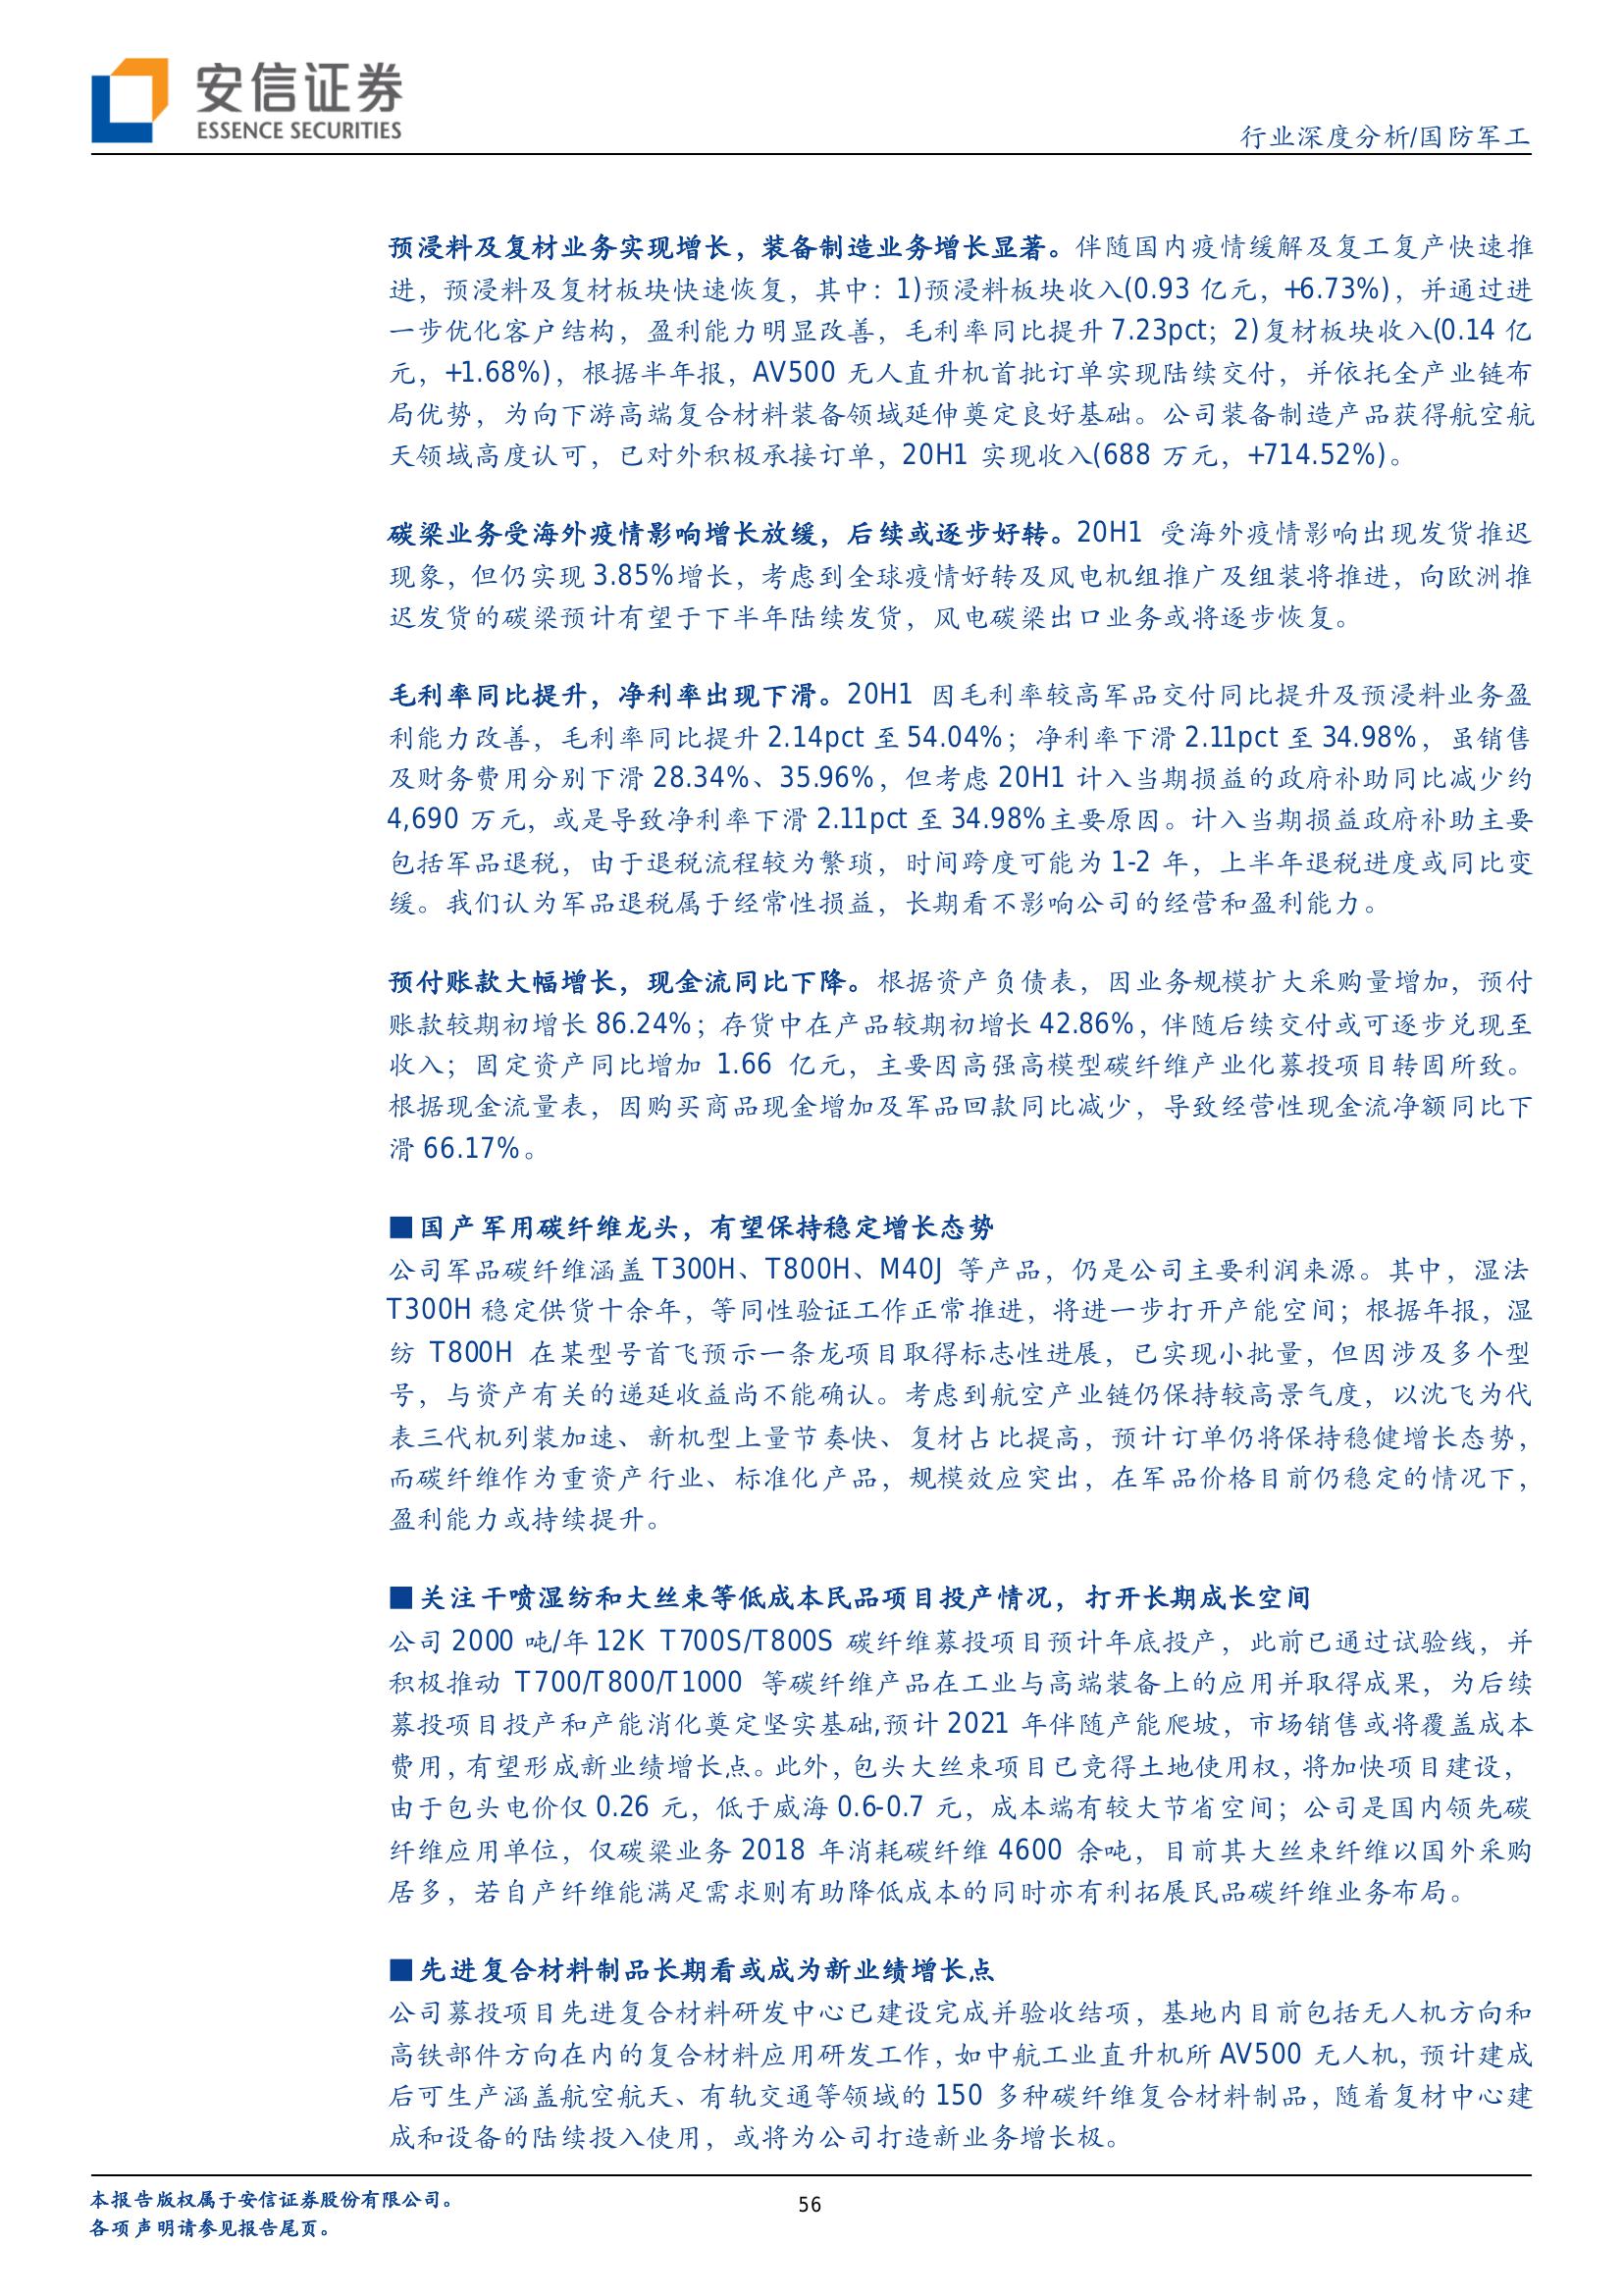 安信证券
ESSENCE SECURITIES
行业深度分析/国防军工
预浸料及复材业务实现增长，装备制造业务增长显著。伴随国内疫情缓解及复工复产快速推
进，预浸料及复材板块快速恢复，其中：1)预浸料板块收入(0.93 亿元，+6.73%)，并通过进
一步优化客户结构，盈利能力明显改善，毛利率同比提升 7.23pct；2)复材板块收入(0.14 亿
元，+1.68%)，根据半年报，AV500 无人直升机首批订单实现陆续交付，并依托全产业链布
局优势，为向下游高端复合材料装备领域延伸奠定良好基础。公司装备制造产品获得航空航
天领域高度认可，已对外积极承接订单，20H1 实现收入(688 万元，+714.52%)。
碳梁业务受海外疫情影响增长放缓，后续或逐步好转。20H1 受海外疫情影响出现发货推迟
现象，但仍实现 3.85%增长，考虑到全球疫情好转及风电机组推广及组装将推进，向欧洲推
迟发货的碳梁预计有望于下半年陆续发货，风电碳梁出口业务或将逐步恢复。
毛利率同比提升，净利率出现下滑。20H1 因毛利率较高军品交付同比提升及预浸料业务盈
利能力改善，毛利率同比提升 2.14pct 至 54.04%；净利率下滑 2.11pct 至 34.98%，虽销售
及财务费用分别下滑 28.34%、35.96%，但考虑 20H1 计入当期损益的政府补助同比减少约
4,690 万元，或是导致净利率下滑 2.11pct 至 34.98%主要原因。计入当期损益政府补助主要
包括军品退税，由于退税流程较为繁琐，时间跨度可能为 1-2 年，上半年退税进度或同比变
缓。我们认为军品退税属于经常性损益，长期看不影响公司的经营和盈利能力。
预付账款大幅增长，现金流同比下降。根据资产负债表，因业务规模扩大采购量增加，预付
账款较期初增长 86.24%；存货中在产品较期初增长 42.86%，伴随后续交付或可逐步兑现至
收入；固定资产同比增加 1.66 亿元，主要因高强高模型碳纤维产业化募投项目转固所致。
根据现金流量表，因购买商品现金增加及军品回款同比减少，导致经营性现金流净额同比下
滑 66.17%。
■国产军用碳纤维龙头，有望保持稳定增长态势
公司军品碳纤维涵盖 T300H、T800H、M40J 等产品，仍是公司主要利润来源。其中，湿法
T300H 稳定供货十余年，等同性验证工作正常推进，将进一步打开产能空间；根据年报，湿
纺 T800H 在某型号首飞预示一条龙项目取得标志性进展，已实现小批量，但因涉及多个型
号，与资产有关的递延收益尚不能确认。考虑到航空产业链仍保持较高景气度，以沈飞为代
表三代机列装加速、新机型上量节奏快、复材占比提高，预计订单仍将保持稳健增长态势，
而碳纤维作为重资产行业、标准化产品，规模效应突出，在军品价格目前仍稳定的情况下，
盈利能力或持续提升。
■关注干喷湿纺和大丝束等低成本民品项目投产情况，打开长期成长空间
公司 2000 吨/年 12K T700S/T800S 碳纤维募投项目预计年底投产，此前已通过试验线，并
积极推动 T700/T800/T1000 等碳纤维产品在工业与高端装备上的应用并取得成果，为后续
募投项目投产和产能消化奠定坚实基础,预计 2021 年伴随产能爬坡，市场销售或将覆盖成本
费用，有望形成新业绩增长点。此外，包头大丝束项目已竞得土地使用权，将加快项目建设，
由于包头电价仅 0.26 元，低于威海 0.6-0.7 元，成本端有较大节省空间；公司是国内领先碳
纤维应用单位，仅碳梁业务 2018 年消耗碳纤维 4600 余吨，目前其大丝束纤维以国外采购
居多，若自产纤维能满足需求则有助降低成本的同时亦有利拓展民品碳纤维业务布局。
■先进复合材料制品长期看或成为新业绩增长点
公司募投项目先进复合材料研发中心已建设完成并验收结项，基地内目前包括无人机方向和
高铁部件方向在内的复合材料应用研发工作，如中航工业直升机所 AV500 无人机，预计建成
后可生产涵盖航空航天、有轨交通等领域的 150 多种碳纤维复合材料制品，随着复材中心建
成和设备的陆续投入使用，或将为公司打造新业务增长极。
本报告版权属于安信证券股份有限公司。
各项声明请参见报告尾页。
56